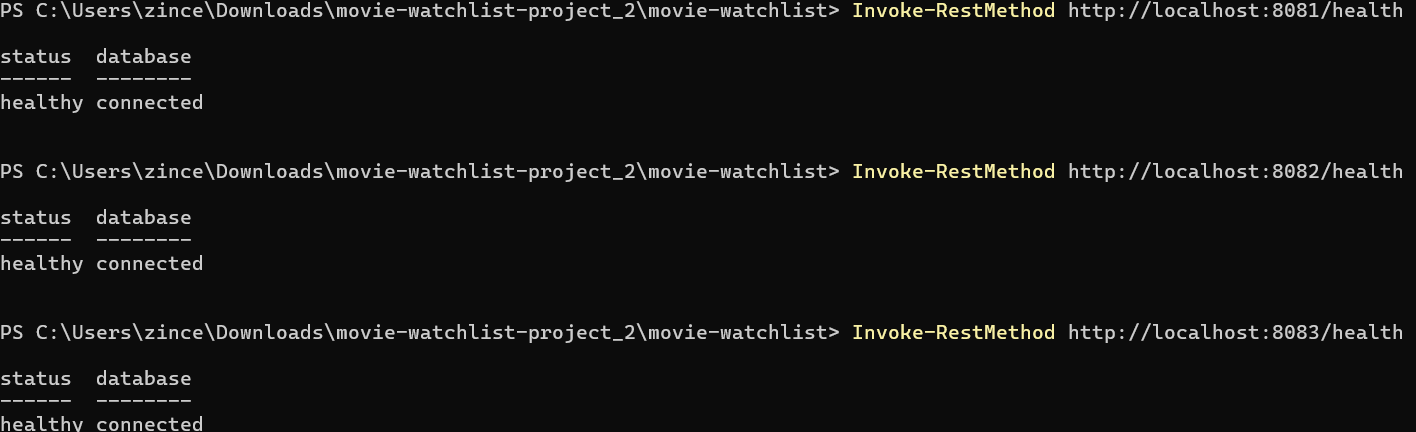 PS C:\Users\zince\Downloads\movie-watchlist-project_2\movie-watchlist> Invoke-RestMethod http://localhost:8081/health
status  database
------  --------
healthy connected
PS C:\Users\zince\Downloads\movie-watchlist-project_2\movie-watchlist> Invoke-RestMethod http://localhost:8082/health
status  database
------  --------
healthy connected
PS C:\Users\zince\Downloads\movie-watchlist-project_2\movie-watchlist> Invoke-RestMethod http://localhost:8083/health
status  database
------  --------
healthy connected